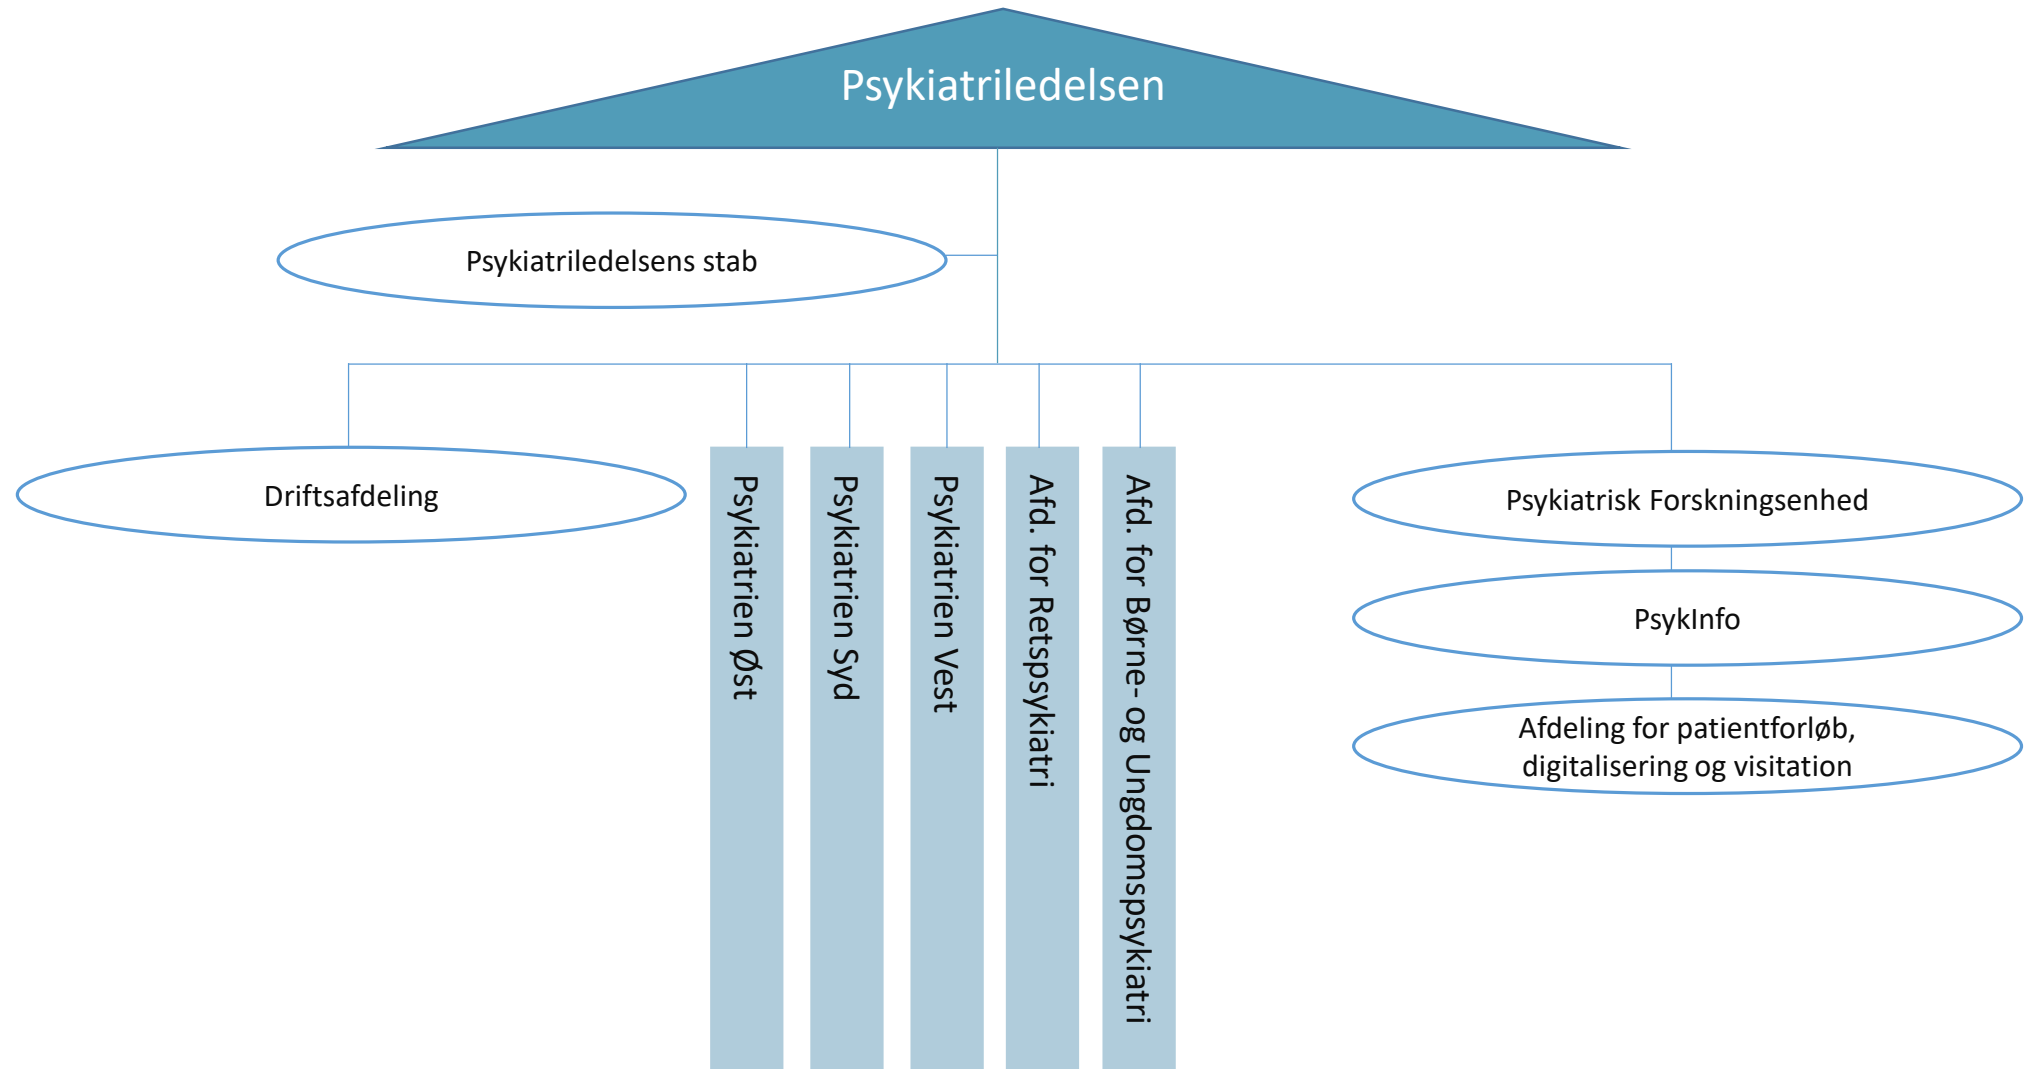 Psykiatriledelsen
Psykiatriledelsens stab
Driftsafdeling
Psykiatrien Øst
Psykiatrien Syd
Psykiatrien Vest
Afd. for Retspsykiatri
Afd. for Børne- og Ungdomspsykiatri
Psykiatrisk Forskningsenhed
PsykInfo
Afdeling for patientforløb,
digitalisering og visitation